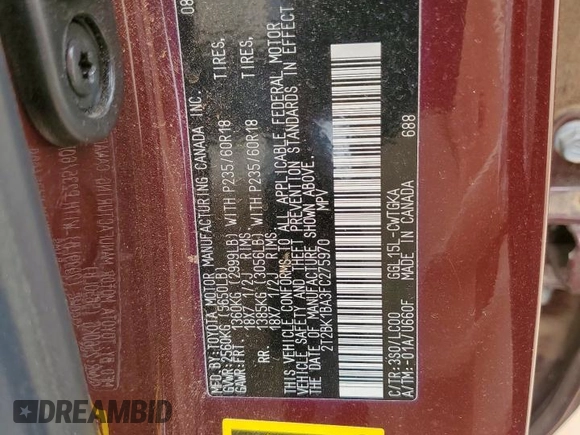 08
MFD.BY:TOYOTA MOTOR MANUFACTURING CANADA INC.
GVWR:2560KG (5650LB)
GAWR:FRT. 1360KG (2999LB) WITH P235/60R18 TIRES,
18X7 1/2J RIMS,
RR. 1385KG (3056LB) WITH P235/60R18 TIRES,
18X7 1/2J RIMS.
THIS VEHICLE CONFORMS TO ALL APPLICABLE FEDERAL MOTOR
VEHICLE SAFETY AND THEFT PREVENTION STANDARDS IN EFFECT ON
THE DATE OF MANUFACTURE SHOWN ABOVE.
2T2BK1BA3FC275970 MPV
C/TR:3S0/LC00 GGL15L-CWTGKA
A/TM:-01A/U660F MADE IN CANADA 688
DREAMBID